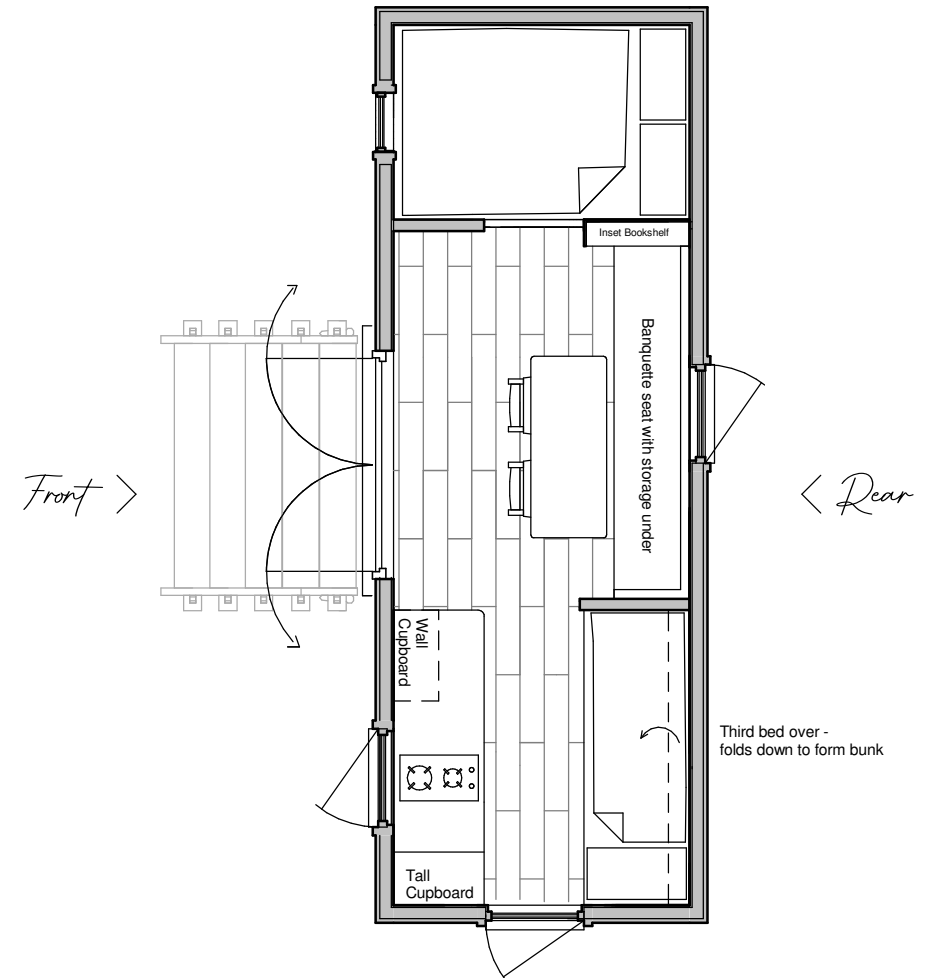 Inset Bookshelf
Banquette seat with storage under
Front >
< Rear
Wall
Cupboard
Third bed over -
folds down to form bunk
Tall
Cupboard